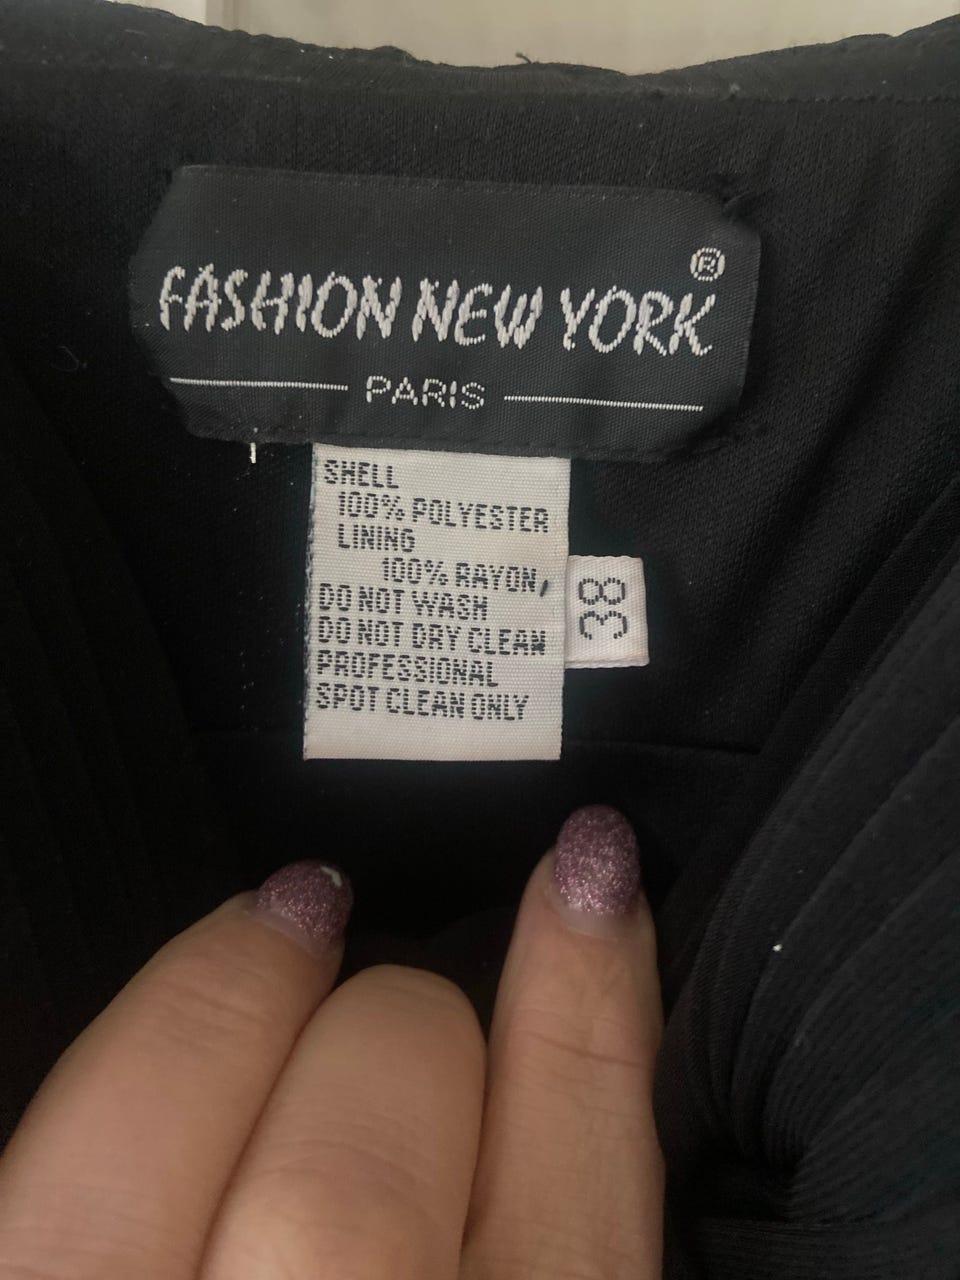 FASHION NEW YORK ®
PARIS
SHELL
100% POLYESTER
LINING
100% RAYON,
DO NOT WASH
DO NOT DRY CLEAN
PROFESSIONAL
SPOT CLEAN ONLY
38